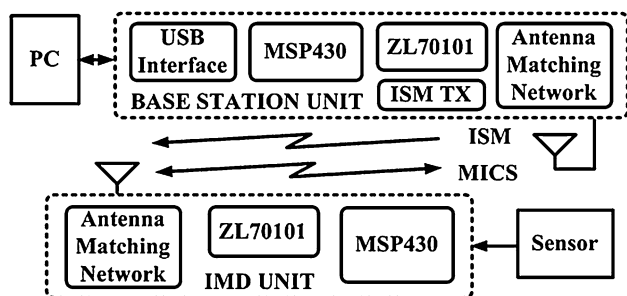 PC
USB
Interface
MSP430
ZL70101
ISM TX
Antenna
Matching
Network
BASE STATION UNIT
ISM
MICS
Antenna
Matching
Network
ZL70101
MSP430
IMD UNIT
Sensor